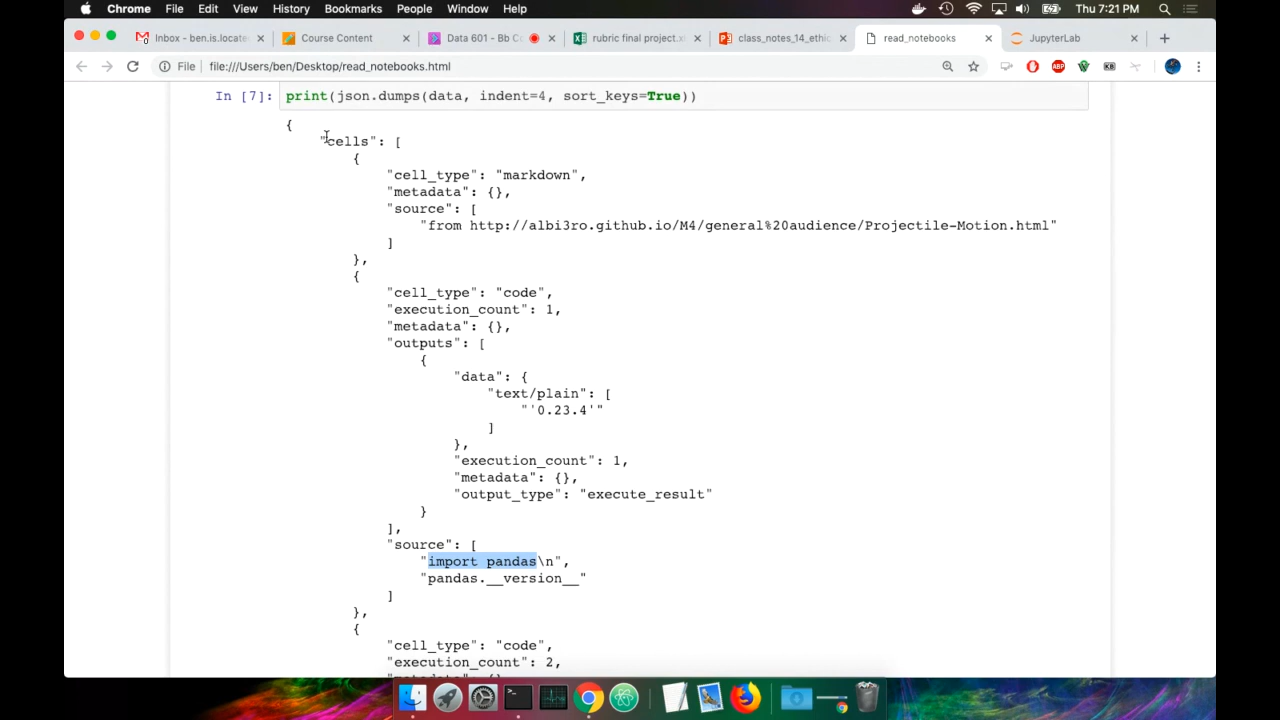 Chrome File Edit View History Bookmarks People Window Help Thu 7:21 PM
Inbox - ben.is.locate Course Content Data 601 - Bb Co rubric final project.xs class_notes_14_ethic read_notebooks JupyterLab
File file:///Users/ben/Desktop/read_notebooks.html
In [7]: print(json.dumps(data, indent=4, sort_keys=True))
{
"cells": [
{
"cell_type": "markdown",
"metadata": {},
"source": [
"from http://albi3ro.github.io/M4/general%20audience/Projectile-Motion.html"
]
},
{
"cell_type": "code",
"execution_count": 1,
"metadata": {},
"outputs": [
{
"data": {
"text/plain": [
"'0.23.4'"
]
},
"execution_count": 1,
"metadata": {},
"output_type": "execute_result"
}
],
"source": [
"import pandas\n",
"pandas.__version__"
]
},
{
"cell_type": "code",
"execution_count": 2,